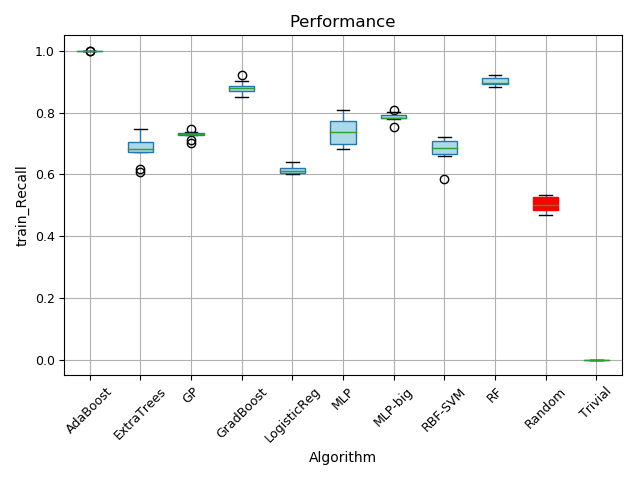 Performance
train_Recall
1.0
0.8
0.6
0.4
0.2
0.0
AdaBoost
ExtraTrees
GP
GradBoost
LogisticReg
MLP
MLP-big
RBF-SVM
RF
Random
Trivial
Algorithm